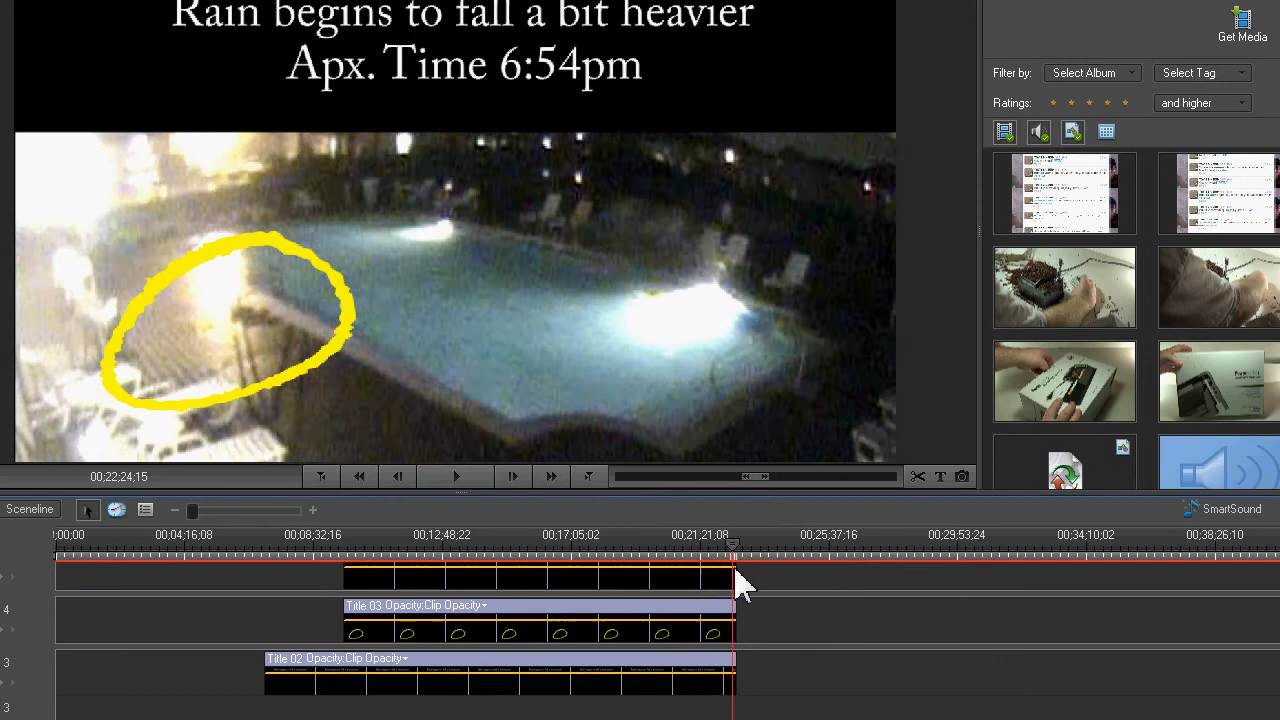 Rain begins to fall a bit heavier
Apx. Time 6:54pm
Get Media
Filter by: Select Album Select Tag
Ratings: and higher
00;22;24;15
Sceneline
SmartSound
;00;00 00;04;16;08 00;08;32;16 00;12;48;22 00;17;05;02 00;21;21;08 00;25;37;16 00;29;53;24 00;34;10;02 00;38;26;10
4
Title 03 Opacity:Clip Opacity
3
Title 02 Opacity:Clip Opacity
3